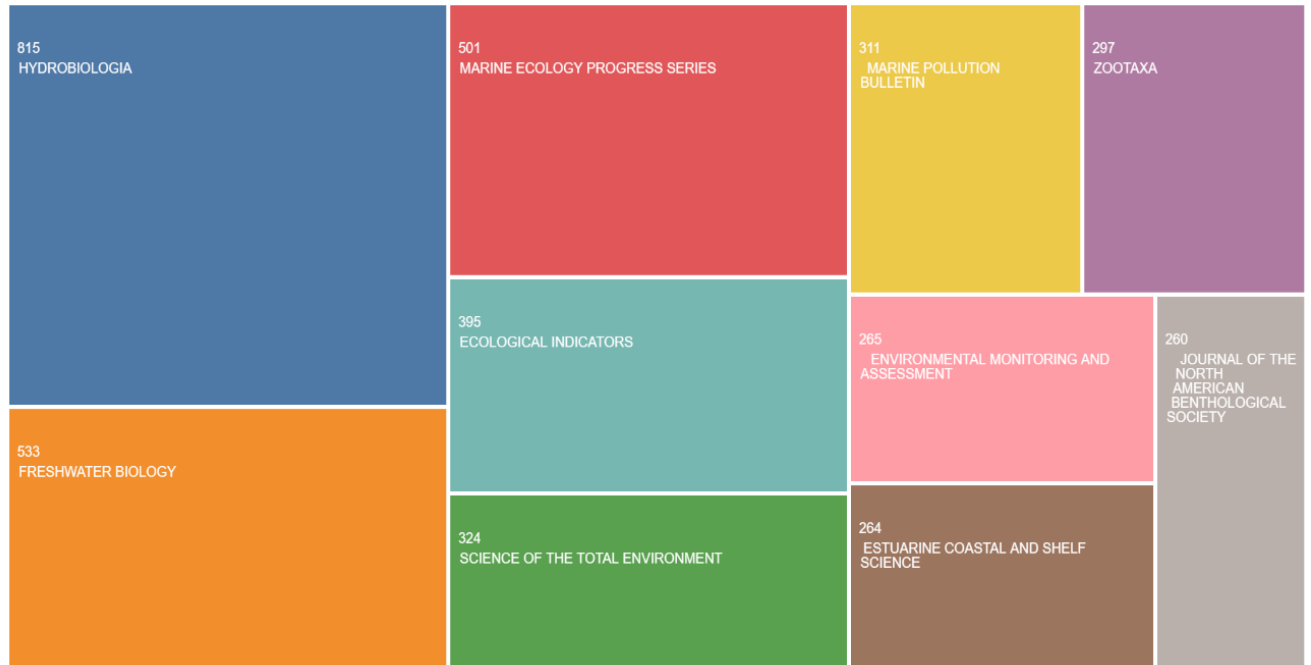 815
HYDROBIOLOGIA
533
FRESHWATER BIOLOGY
501
MARINE ECOLOGY PROGRESS SERIES
395
ECOLOGICAL INDICATORS
324
SCIENCE OF THE TOTAL ENVIRONMENT
311
MARINE POLLUTION
BULLETIN
297
ZOOTAXA
265
ENVIRONMENTAL MONITORING AND
ASSESSMENT
264
ESTUARINE COASTAL AND SHELF
SCIENCE
260
JOURNAL OF THE
NORTH
AMERICAN
BENTHOLOGICAL
SOCIETY